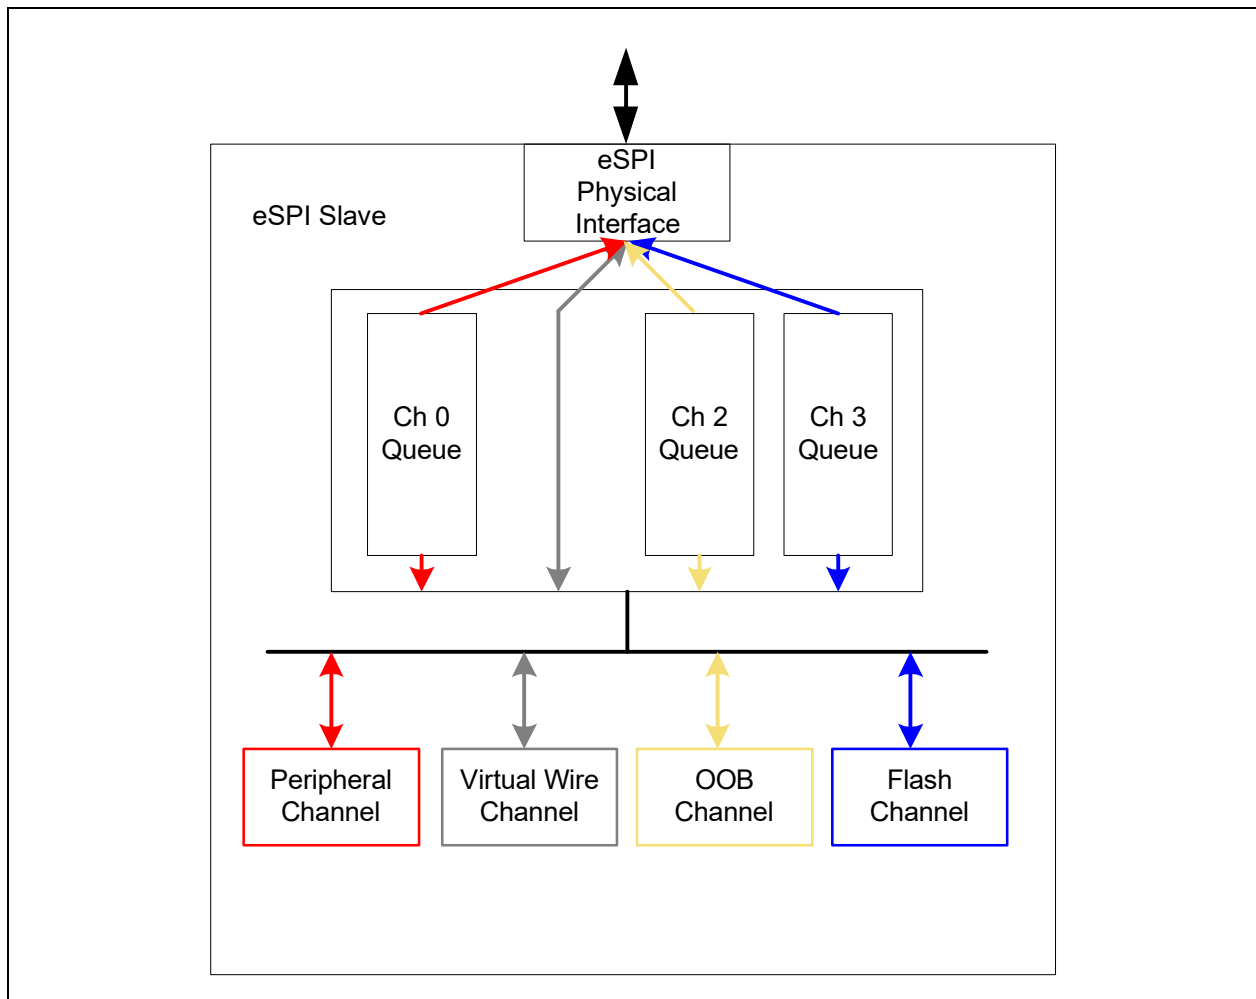 eSPI
Physical
Interface
eSPI Slave
Ch 0
Queue
Ch 2
Queue
Ch 3
Queue
Peripheral
Channel
Virtual Wire
Channel
OOB
Channel
Flash
Channel